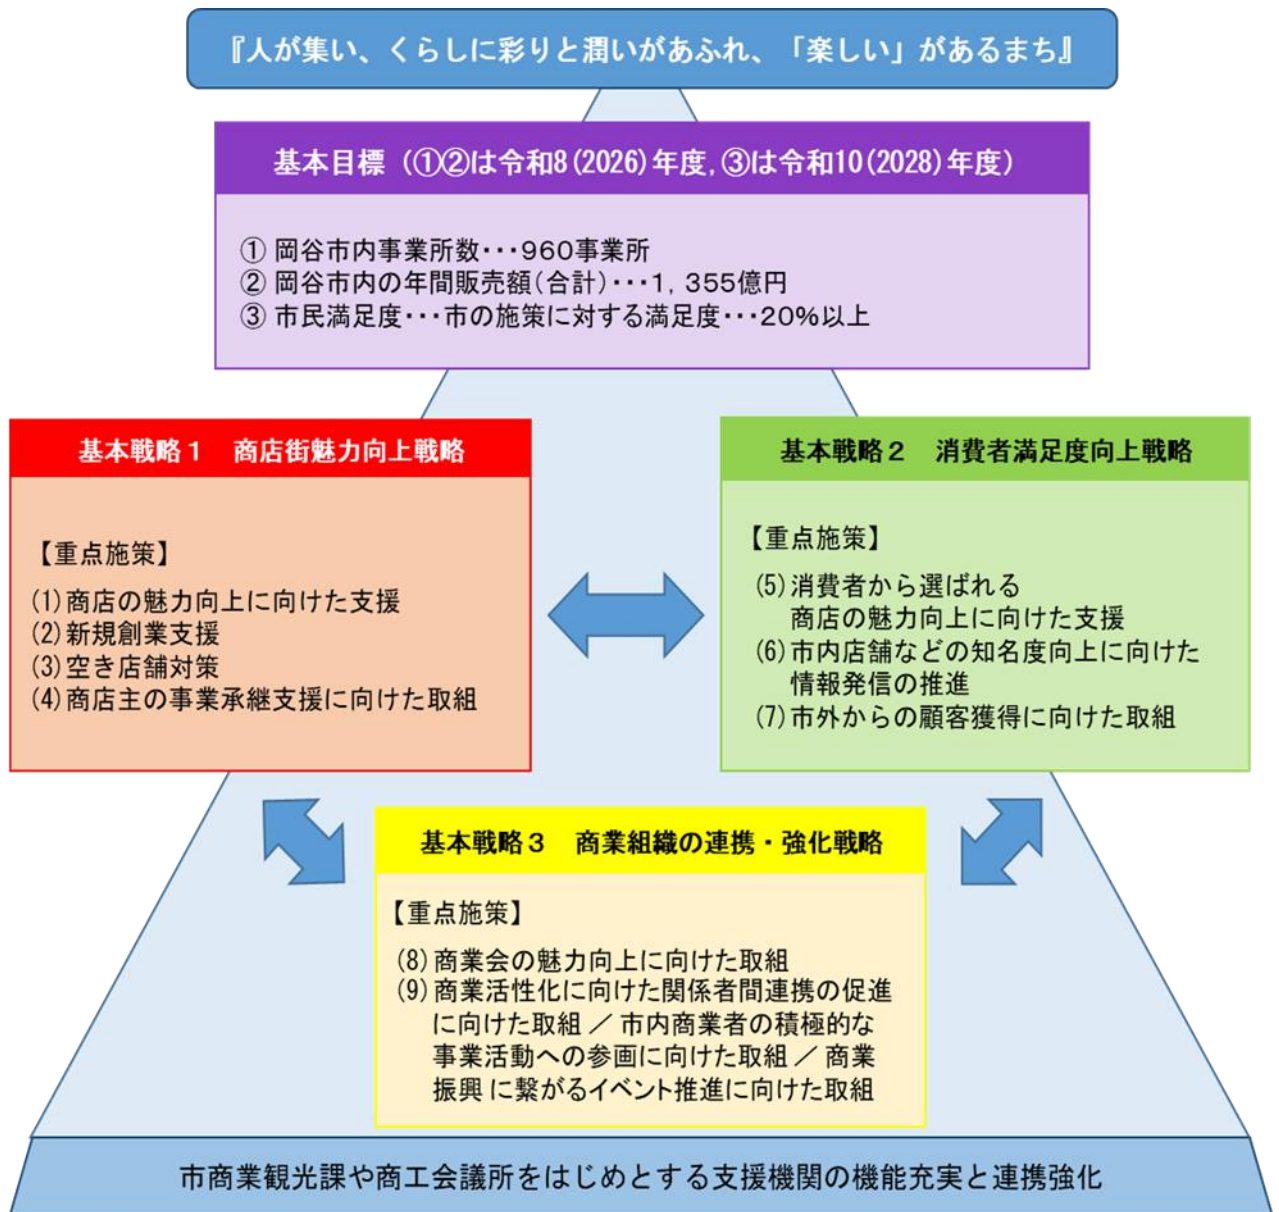 『人が集い、くらしに彩りと潤いがあふれ、「楽しい」があるまち』
基本目標（①②は令和8(2026)年度,③は令和10(2028)年度）
① 岡谷市内事業所数･･･960事業所
② 岡谷市内の年間販売額(合計)･･･1，355億円
③ 市民満足度･･･市の施策に対する満足度･･･20％以上
基本戦略１　商店街魅力向上戦略
【重点施策】
(1)商店の魅力向上に向けた支援
(2)新規創業支援
(3)空き店舗対策
(4)商店主の事業承継支援に向けた取組
基本戦略２　消費者満足度向上戦略
【重点施策】
(5)消費者から選ばれる
商店の魅力向上に向けた支援
(6)市内店舗などの知名度向上に向けた
情報発信の推進
(7)市外からの顧客獲得に向けた取組
基本戦略３　商業組織の連携・強化戦略
【重点施策】
(8)商業会の魅力向上に向けた取組
(9)商業活性化に向けた関係者間連携の促進
に向けた取組 ／ 市内商業者の積極的な
事業活動への参画に向けた取組 ／ 商業
振興 に繋がるイベント推進に向けた取組
市商業観光課や商工会議所をはじめとする支援機関の機能充実と連携強化